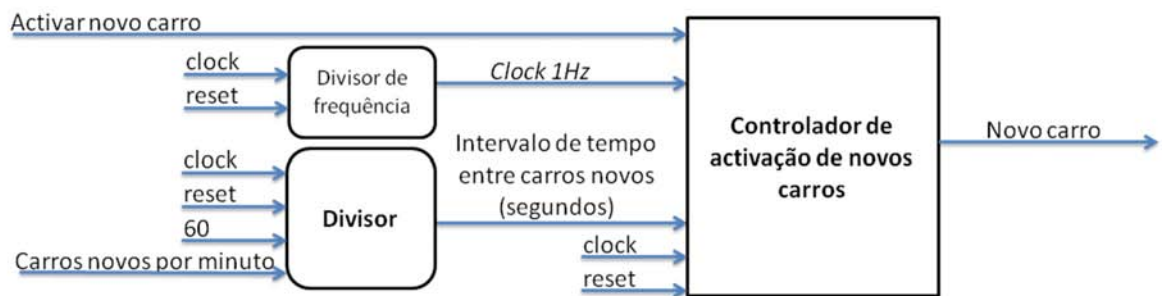 Activar novo carro
clock
reset
Divisor de
frequência
Clock 1Hz
clock
reset
60
Carros novos por minuto
Divisor
Intervalo de tempo
entre carros novos
(segundos)
clock
reset
Controlador de
activação de novos
carros
Novo carro